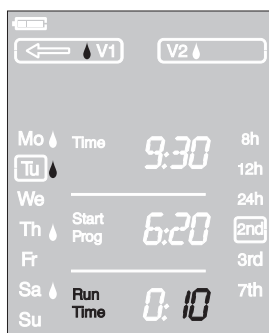 V1 V2
Mo Time 9:30 8h
Tu 12h
We 24h
Th Start Prog 6:20 2nd
Fr 3rd
Sa Run Time 0: 10 7th
Su